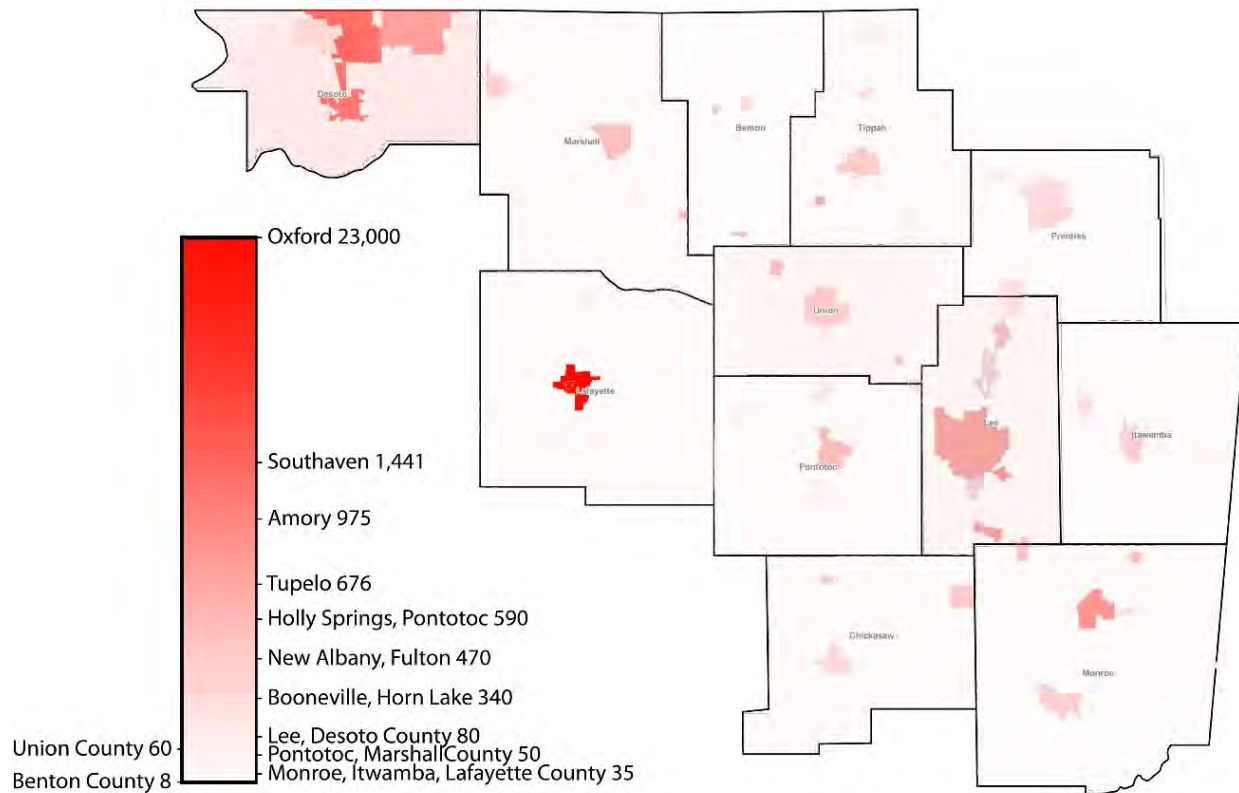 Desoto
Marshall
Benton
Tippah
Prentiss
Oxford 23,000
Union
Lafayette
Lee
Itawamba
Southaven 1,441
Pontotoc
Amory 975
Tupelo 676
Holly Springs, Pontotoc 590
Chickasaw
New Albany, Fulton 470
Monroe
Booneville, Horn Lake 340
Lee, Desoto County 80
Union County 60
Pontotoc, MarshallCounty 50
Monroe, Itwamba, Lafayette County 35
Benton County 8